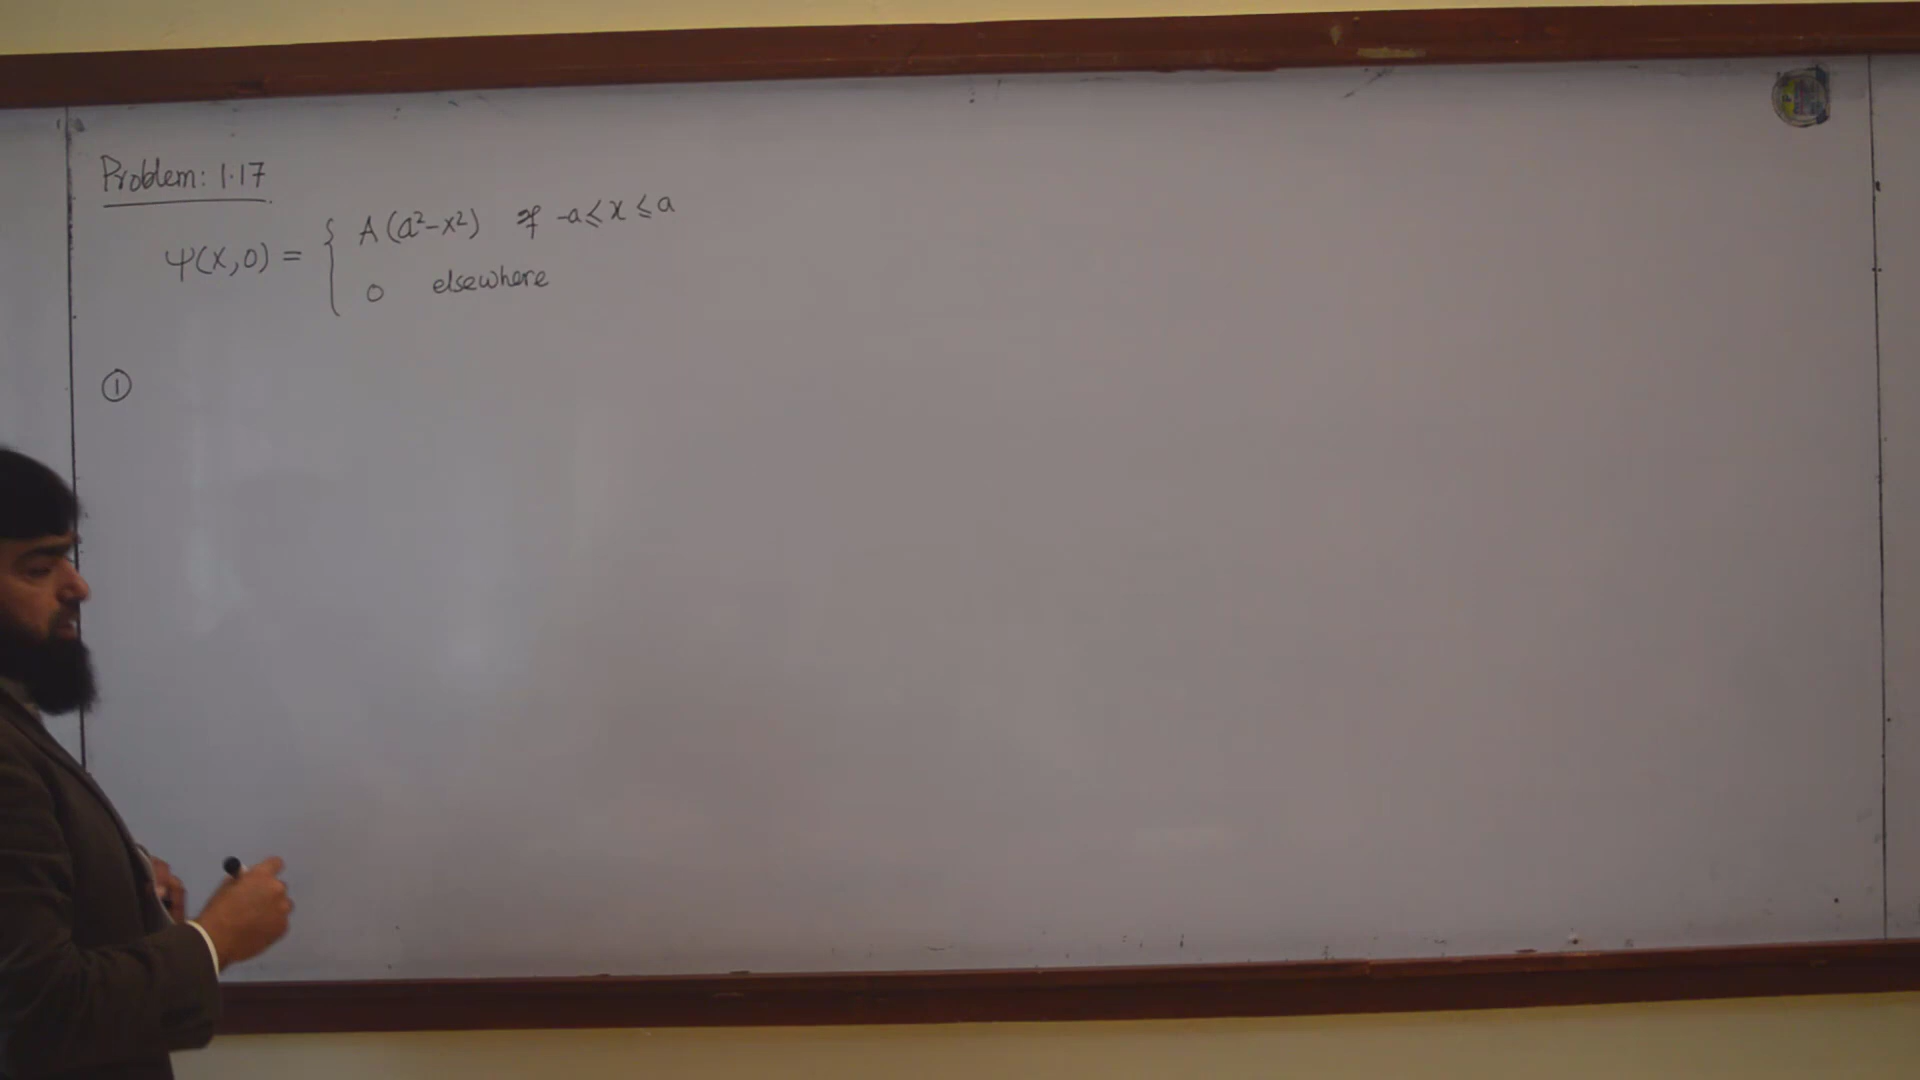 Problem: 1.17
ψ(x,0) = { A(a²-x²) if -a≤x≤a
0 elsewhere
①